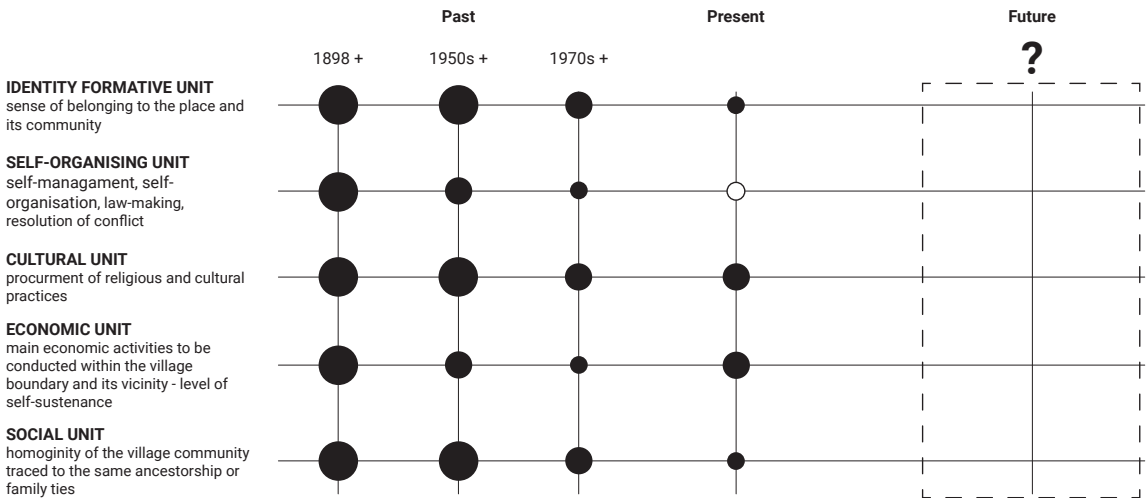 Past Present Future
1898 + 1950s + 1970s + ?
IDENTITY FORMATIVE UNIT
sense of belonging to the place and
its community
SELF-ORGANISING UNIT
self-managament, self-
organisation, law-making,
resolution of conflict
CULTURAL UNIT
procurment of religious and cultural
practices
ECONOMIC UNIT
main economic activities to be
conducted within the village
boundary and its vicinity - level of
self-sustenance
SOCIAL UNIT
homoginity of the village community
traced to the same ancestorship or
family ties